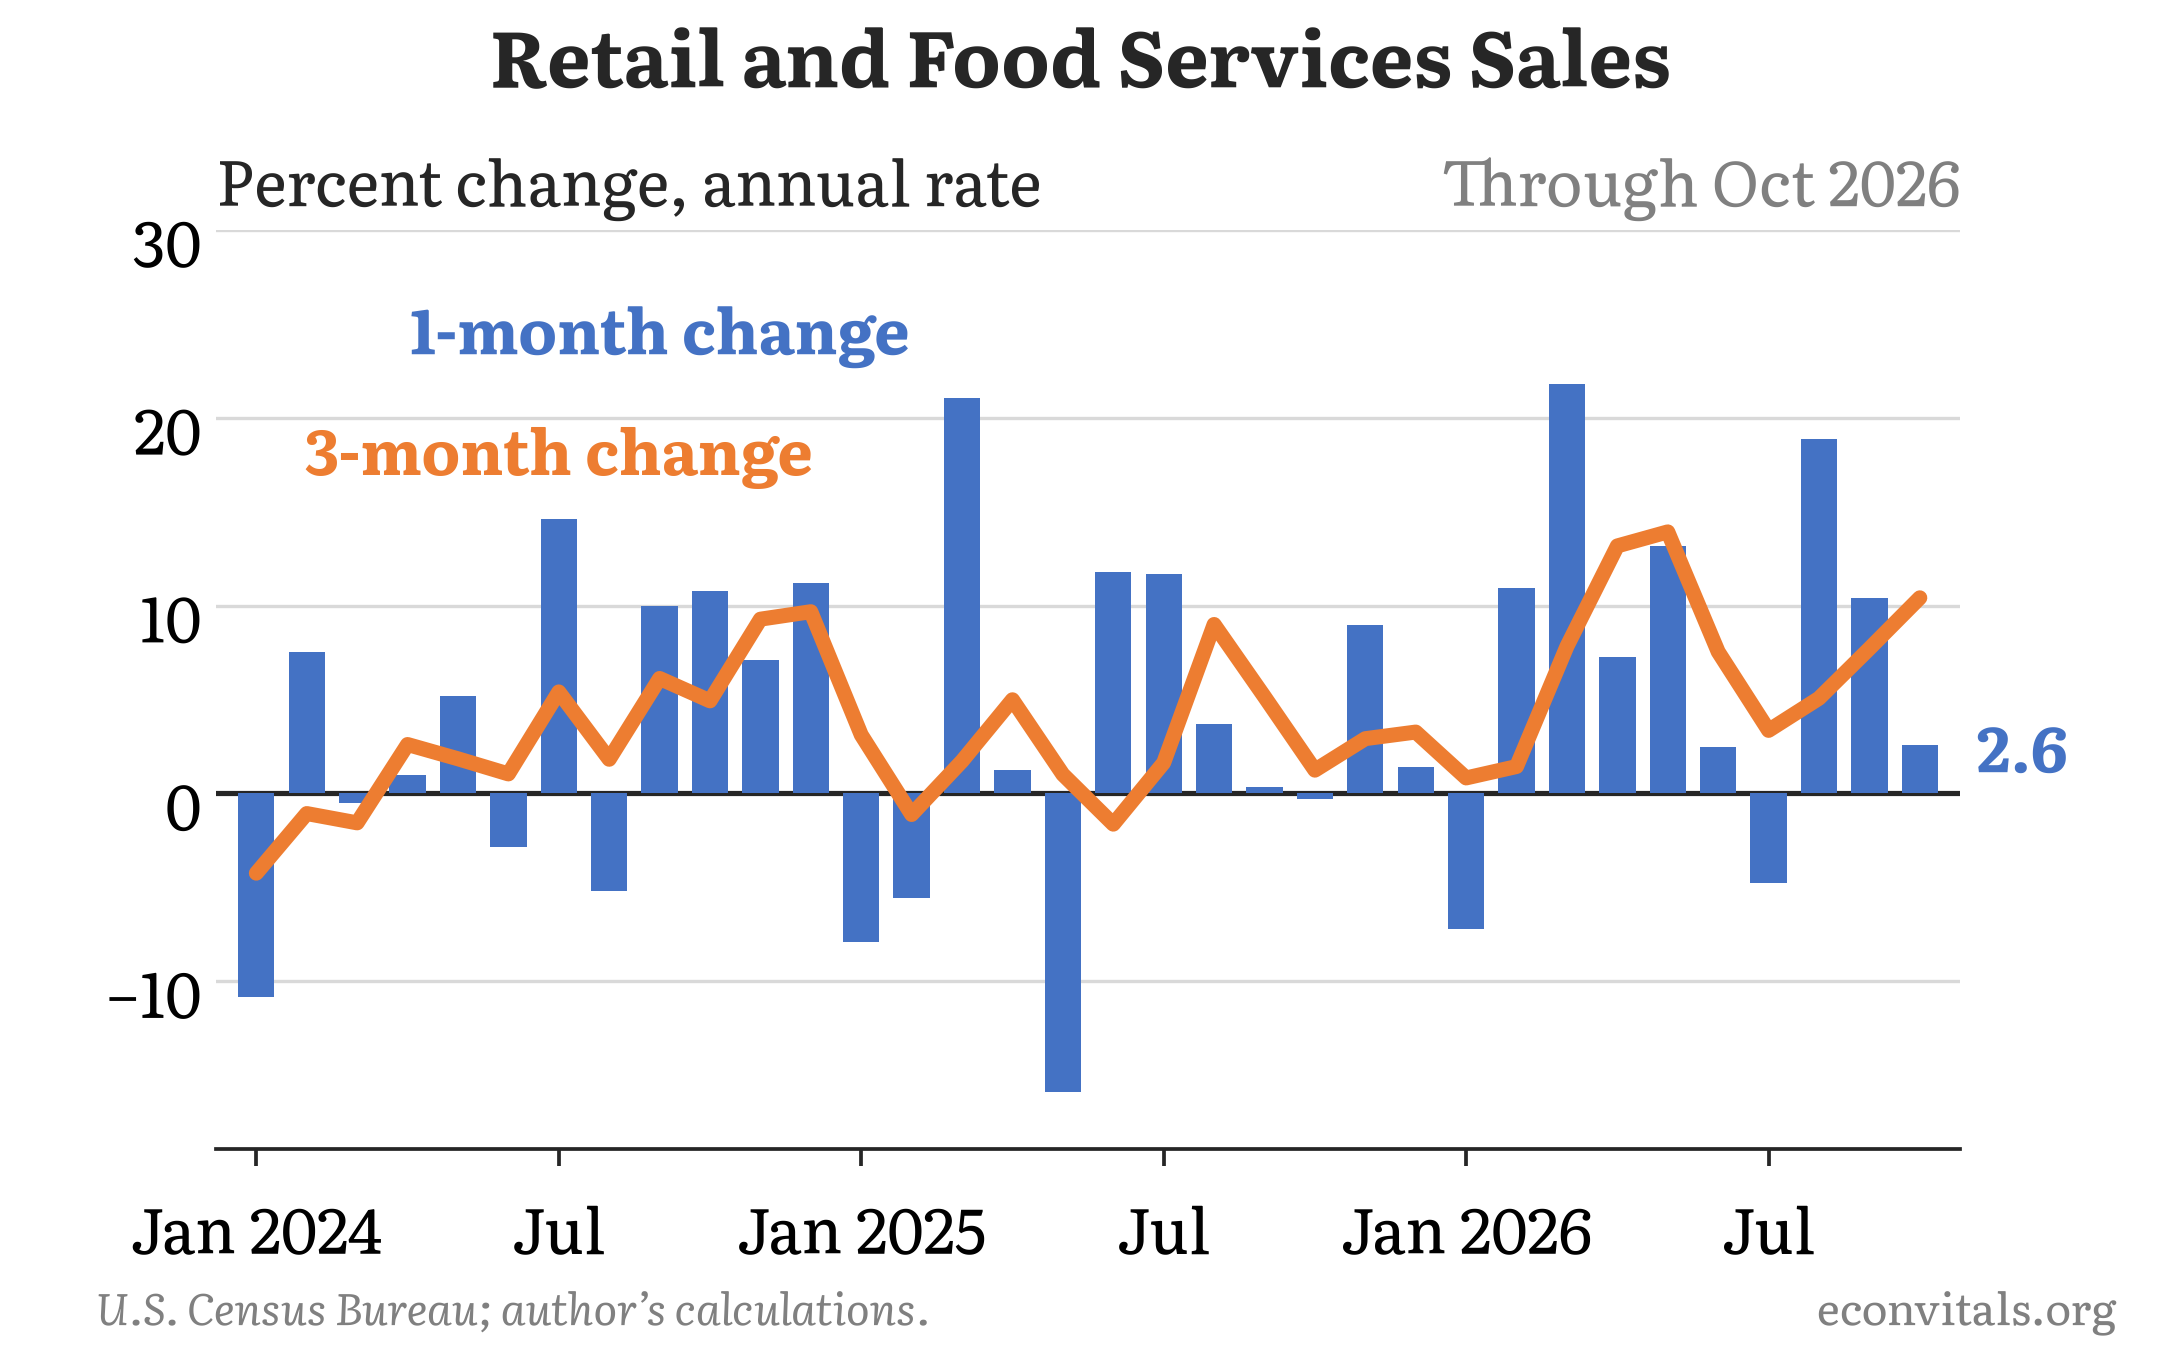 Retail and Food Services Sales
Percent change, annual rate
Through Oct 2026
30
1-month change
20
3-month change
10
2.6
0
−10
Jan 2024 Jul Jan 2025 Jul Jan 2026 Jul
U.S. Census Bureau; author’s calculations.
econvitals.org